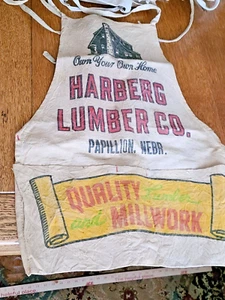 Own Your Own Home
HARBERG
LUMBER CO.
PAPILLION, NEBR.
QUALITY
and MILLWORK